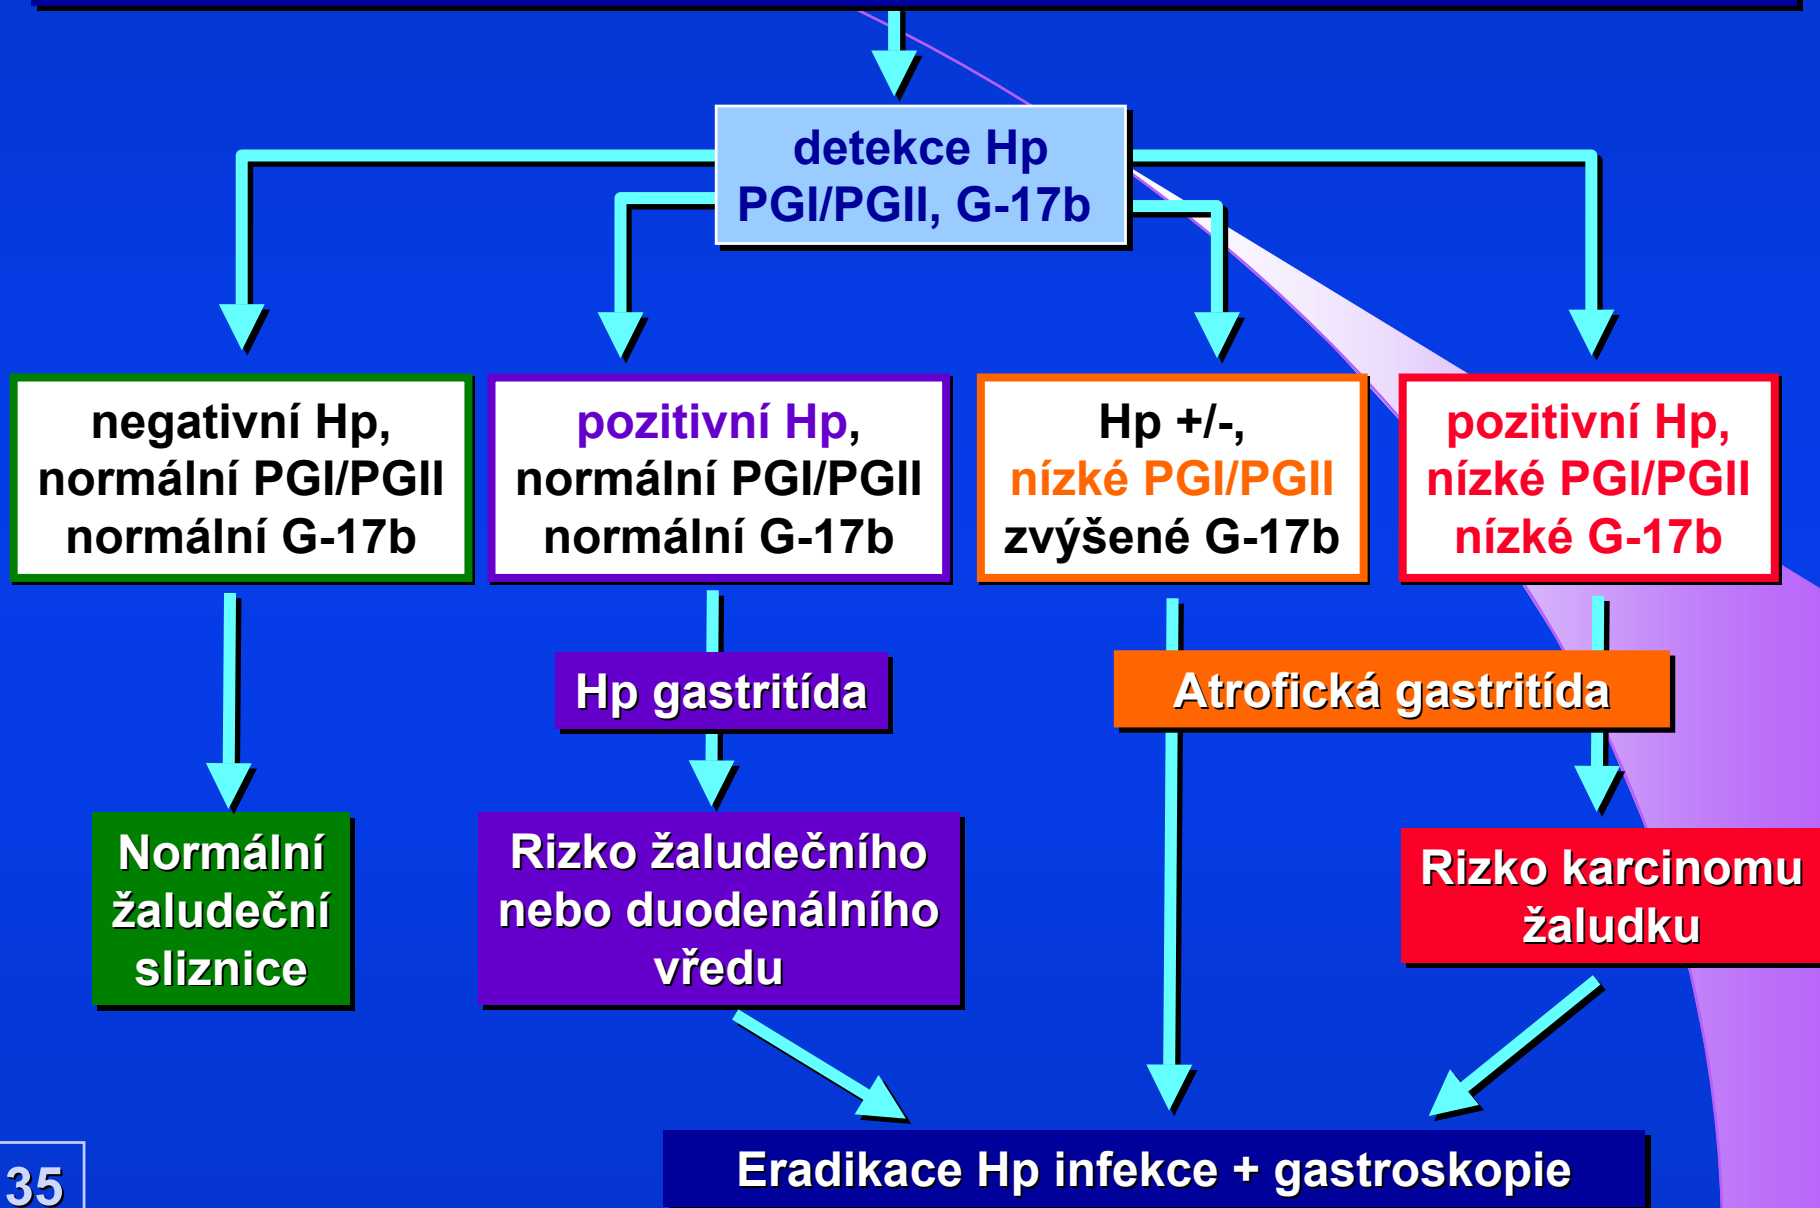 detekce Hp
PGI/PGII, G-17b
negativní Hp,
normální PGI/PGII
normální G-17b
pozitivní Hp,
normální PGI/PGII
normální G-17b
Hp +/-,
nízké PGI/PGII
zvýšené G-17b
pozitivní Hp,
nízké PGI/PGII
nízké G-17b
Hp gastritída
Atrofická gastritída
Normální
žaludeční
sliznice
Rizko žaludečního
nebo duodenálního
vředu
Rizko karcinomu
žaludku
Eradikace Hp infekce + gastroskopie
35